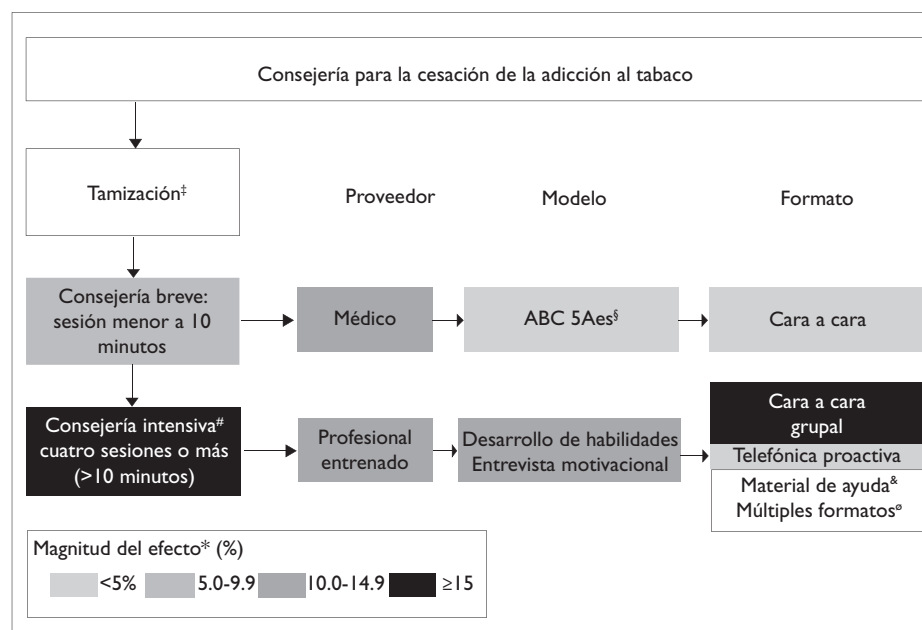 Consejería para la cesación de la adicción al tabaco
Tamización‡
Proveedor
Modelo
Formato
Consejería breve:
sesión menor a 10
minutos
Médico
ABC 5Aes§
Cara a cara
Consejería intensiva#
cuatro sesiones o más
(>10 minutos)
Profesional
entrenado
Desarrollo de habilidades
Entrevista motivacional
Cara a cara
grupal
Telefónica proactiva
Material de ayuda&
Múltiples formatosø
Magnitud del efecto* (%)
<5% 5.0-9.9 10.0-14.9 ≥15